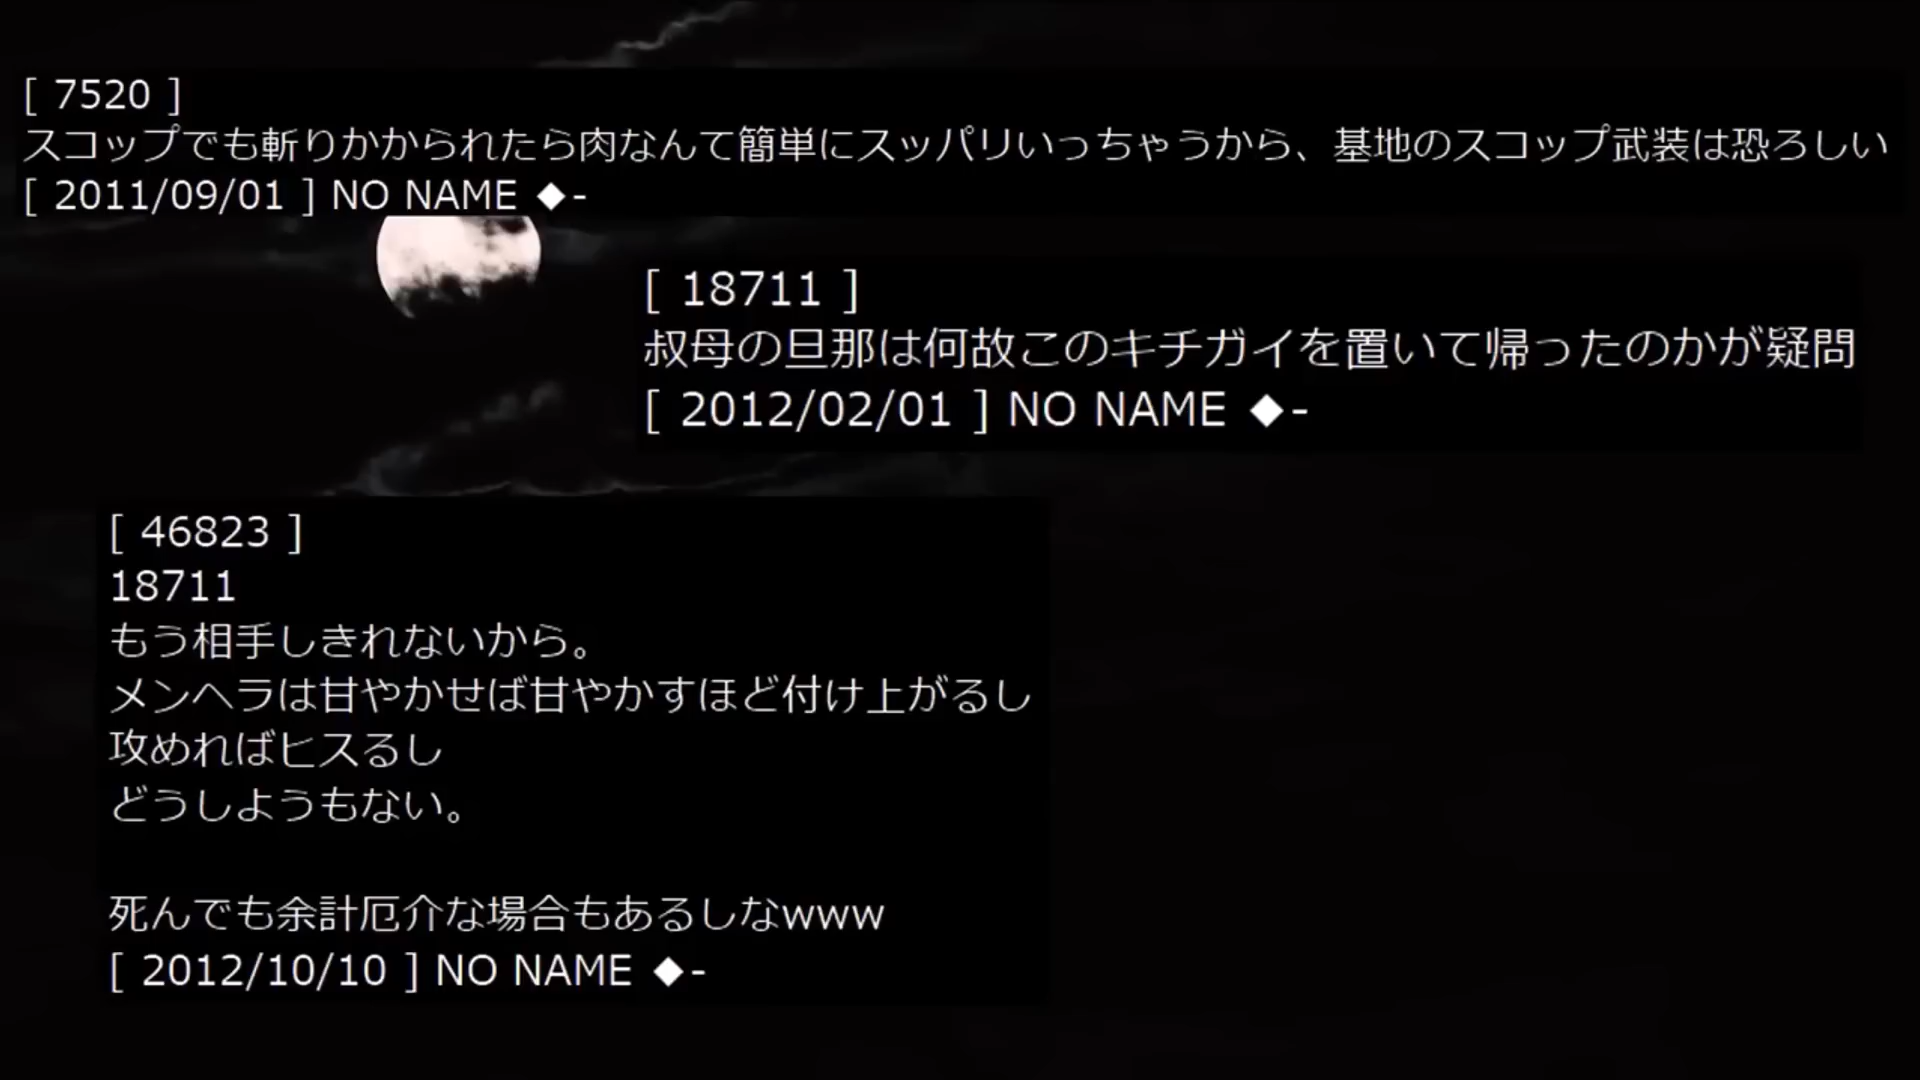 [ 7520 ]
スコップでも斬りかかられたら肉なんて簡単にスッパリいっちゃうから、基地のスコップ武装は恐ろしい
[ 2011/09/01 ] NO NAME ◆-
[ 18711 ]
叔母の旦那は何故このキチガイを置いて帰ったのかが疑問
[ 2012/02/01 ] NO NAME ◆-
[ 46823 ]
18711
もう相手しきれないから。
メンヘラは甘やかせば甘やかすほど付け上がるし
攻めればヒスるし
どうしようもない。
死んでも余計厄介な場合もあるしなwww
[ 2012/10/10 ] NO NAME ◆-